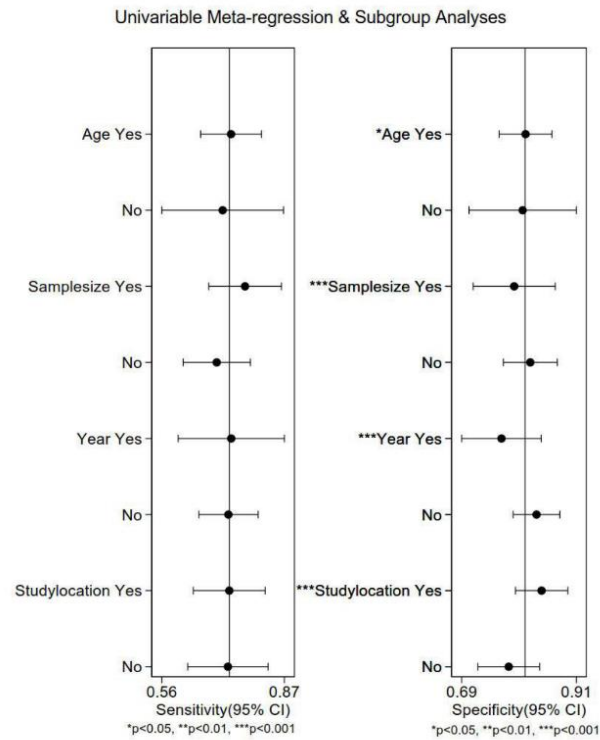 Univariable Meta-regression & Subgroup Analyses
Age Yes
No
Samplesize Yes
No
Year Yes
No
Studylocation Yes
No
0.56 0.87
Sensitivity(95% CI)
*p<0.05, **p<0.01, ***p<0.001
*Age Yes
No
***Samplesize Yes
No
***Year Yes
No
***Studylocation Yes
No
0.69 0.91
Specificity(95% CI)
*p<0.05, **p<0.01, ***p<0.001